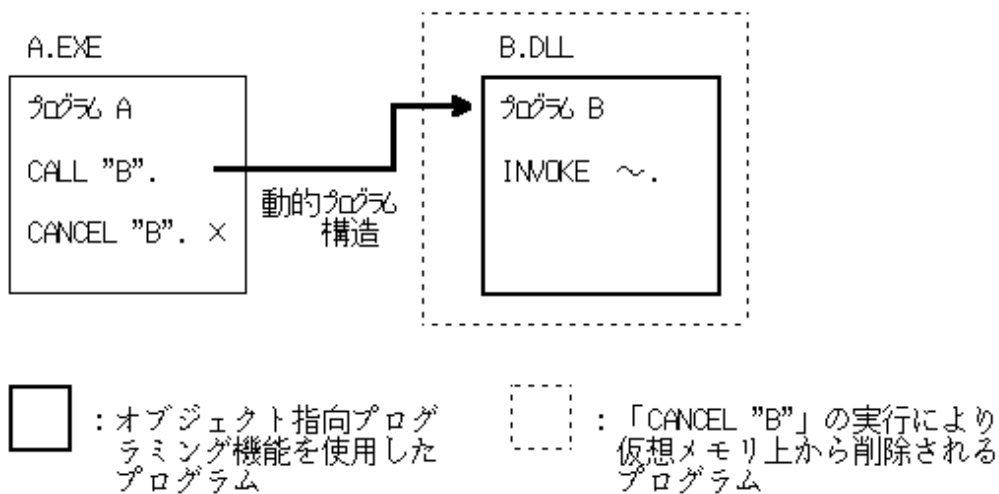 A.EXE
プログラム A
CALL ”B”.
CANCEL ”B”. ×
動的プログラム
構造
B.DLL
プログラム B
INVOKE ～.
：オブジェクト指向プログ
ラミング機能を使用した
プログラム
：「CANCEL ”B”」の実行により
仮想メモリ上から削除される
プログラム